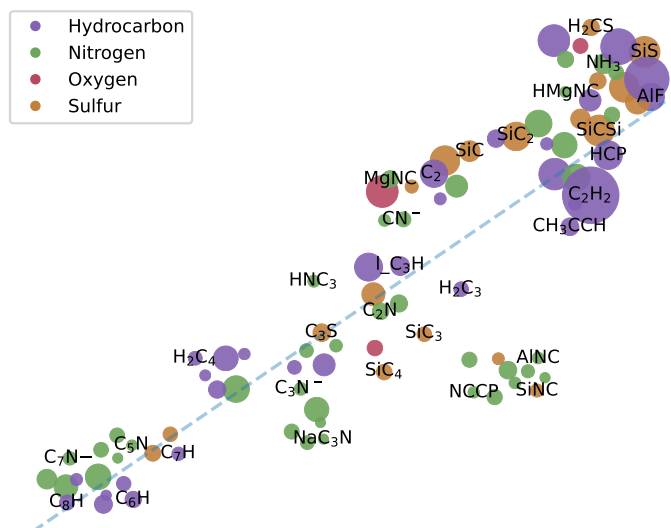 Hydrocarbon
Nitrogen
Oxygen
Sulfur
H₂CS
SiS
NH₃
HMgNC
AlF
SiC₂
SiCSi
SiC
HCP
MgNC
C₂
C₂H₂
CN⁻
CH₃CCH
l_C₃H
HNC₃
H₂C₃
C₂N
C₃S
SiC₃
H₂C₄
AlNC
SiC₄
C₃N⁻
NCCP
SiNC
NaC₃N
C₅N
C₇H
C₇N−
C₈H
C₆H